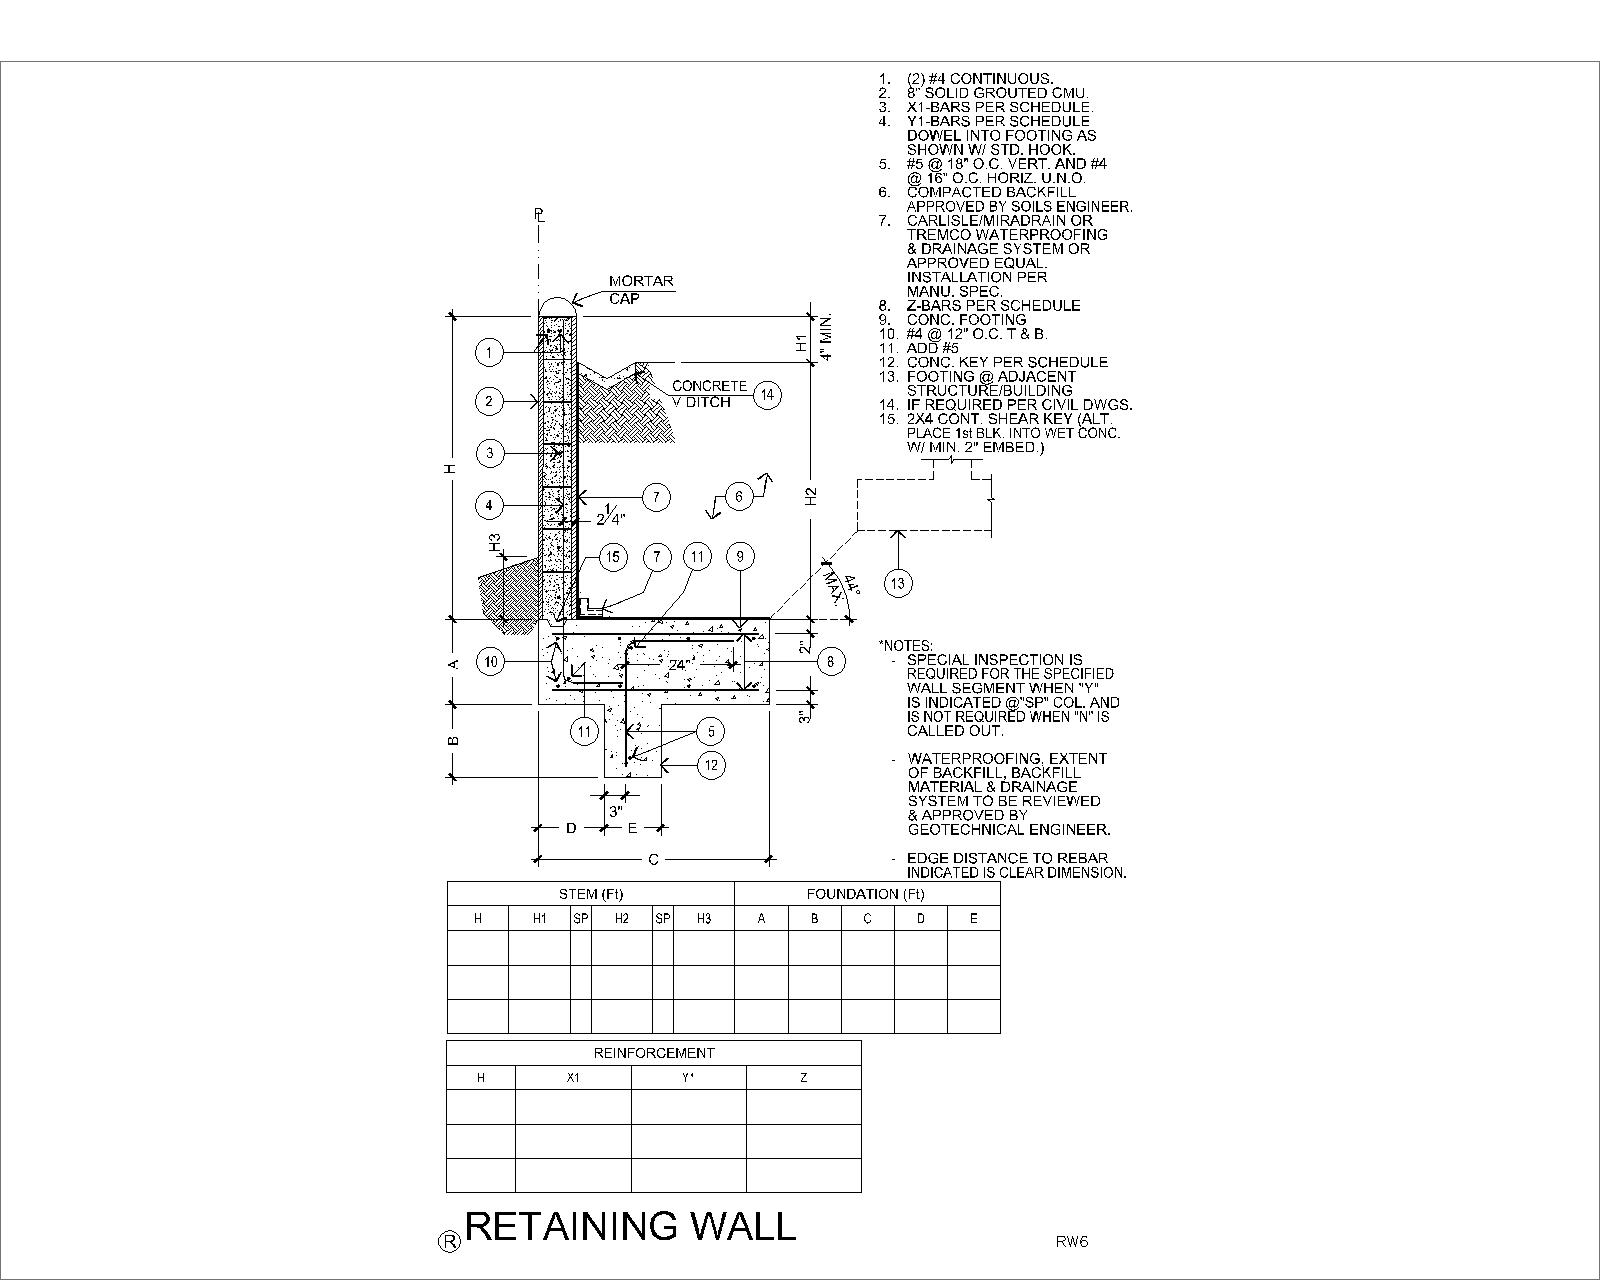 1. (2) #4 CONTINUOUS.
2. 8" SOLID GROUTED CMU.
3. X1-BARS PER SCHEDULE.
4. Y1-BARS PER SCHEDULE
DOWEL INTO FOOTING AS
SHOWN W/ STD. HOOK.
5. #5 @ 18" O.C. VERT. AND #4
@ 16" O.C. HORIZ. U.N.O.
6. COMPACTED BACKFILL
APPROVED BY SOILS ENGINEER.
7. CARLISLE/MIRADRAIN OR
TREMCO WATERPROOFING
& DRAINAGE SYSTEM OR
APPROVED EQUAL.
INSTALLATION PER
MANU. SPEC.
8. Z-BARS PER SCHEDULE
9. CONC. FOOTING
10. #4 @ 12" O.C. T & B.
11. ADD #5
12. CONC. KEY PER SCHEDULE
13. FOOTING @ ADJACENT
STRUCTURE/BUILDING
14. IF REQUIRED PER CIVIL DWGS.
15. 2X4 CONT. SHEAR KEY (ALT.
PLACE 1st BLK. INTO WET CONC.
W/ MIN. 2" EMBED.)
PL
MORTAR
CAP
H1
4" MIN.
1
CONCRETE
V DITCH
14
2
3
H
4
7
6
H2
2 1/4"
H3
15
7
11
9
13
44°
MAX.
2"
A
10
24"
8
3"
B
11
5
12
3"
D
E
C
*NOTES:
- SPECIAL INSPECTION IS
REQUIRED FOR THE SPECIFIED
WALL SEGMENT WHEN "Y"
IS INDICATED @"SP" COL. AND
IS NOT REQUIRED WHEN "N" IS
CALLED OUT.
- WATERPROOFING, EXTENT
OF BACKFILL, BACKFILL
MATERIAL & DRAINAGE
SYSTEM TO BE REVIEWED
& APPROVED BY
GEOTECHNICAL ENGINEER.
- EDGE DISTANCE TO REBAR
INDICATED IS CLEAR DIMENSION.
STEM (Ft) FOUNDATION (Ft)
H H1 SP H2 SP H3 A B C D E
REINFORCEMENT
H X1 Y1 Z
R RETAINING WALL
RW6